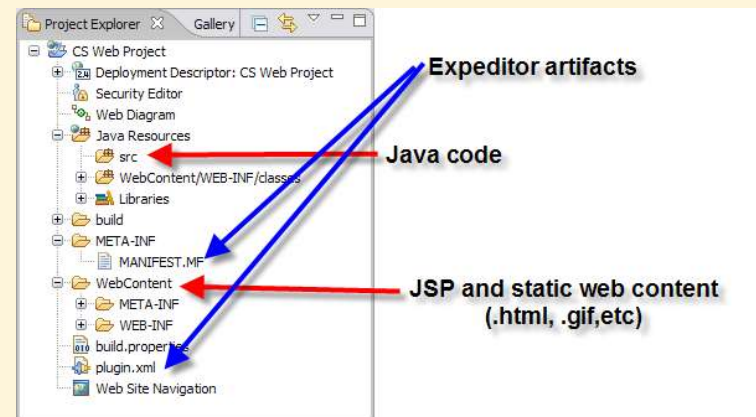 Project Explorer Gallery
CS Web Project
Deployment Descriptor: CS Web Project
Security Editor
Web Diagram
Java Resources
src
WebContent/WEB-INF/classes
Libraries
build
META-INF
MANIFEST.MF
WebContent
META-INF
WEB-INF
build.properties
plugin.xml
Web Site Navigation
Expeditor artifacts
Java code
JSP and static web content
(.html, .gif,etc)